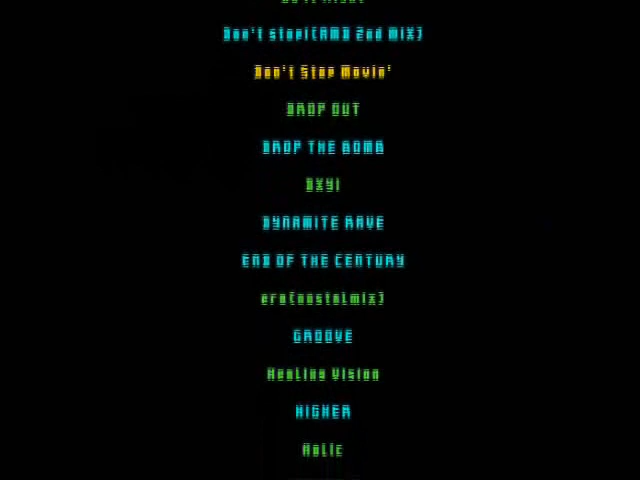 Don't stop!(AMD 2nd MIX)
Don't Stop Movin'
DROP OUT
DROP THE BOMB
DXY!
DYNAMITE RAVE
END OF THE CENTURY
era(nostalmix)
GROOVE
Healing Vision
HIGHER
Holic